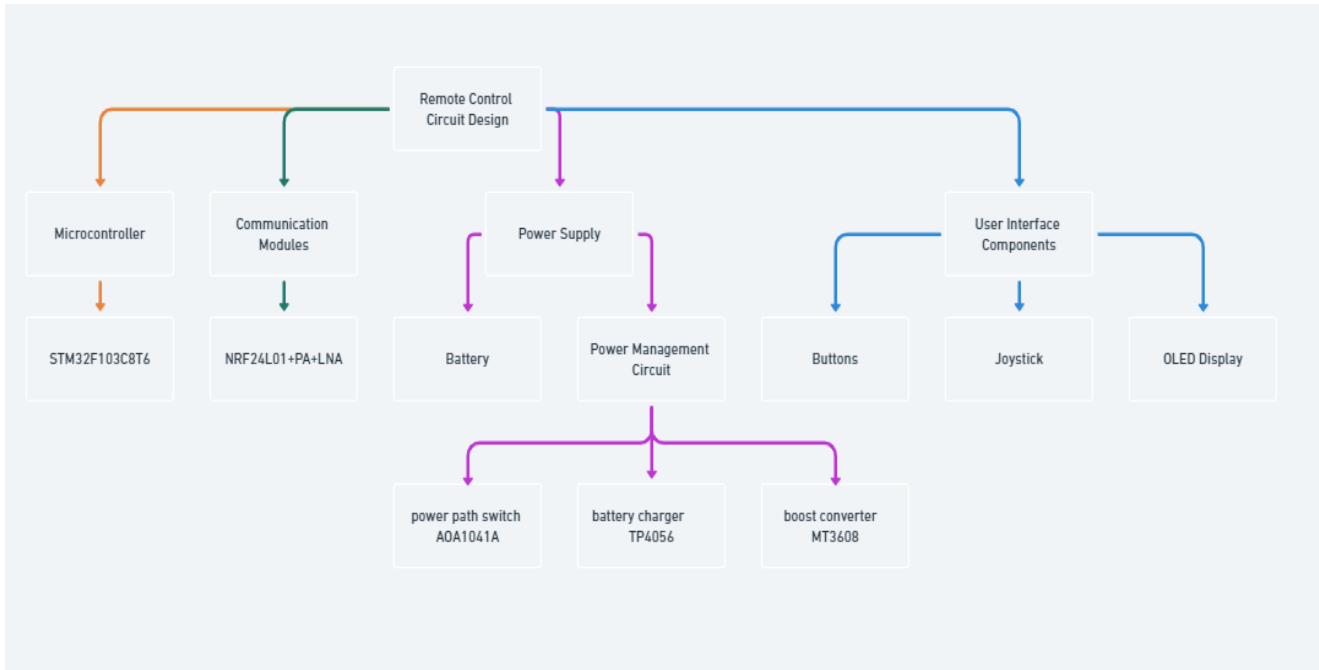 Remote Control
Circuit Design
Microcontroller
Communication
Modules
Power Supply
User Interface
Components
STM32F103C8T6
NRF24L01+PA+LNA
Battery
Power Management
Circuit
Buttons
Joystick
OLED Display
power path switch
AOA1041A
battery charger
TP4056
boost converter
MT3608